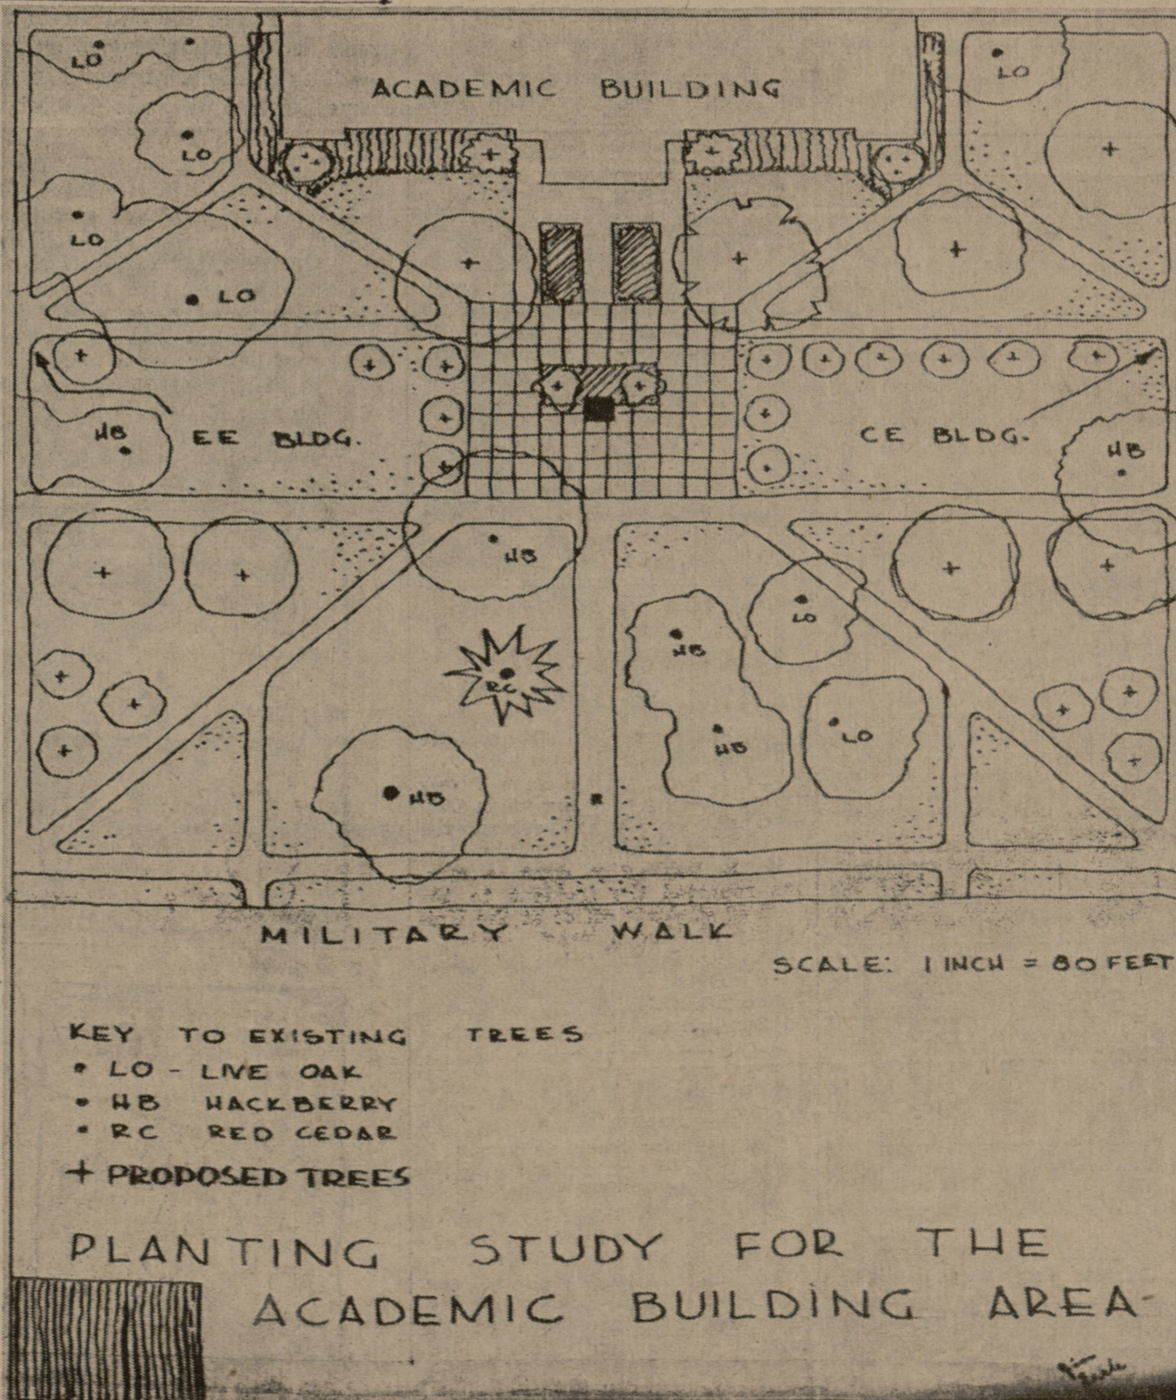 ACADEMIC BUILDING
LO
LO
LO
LO
LO
HB
EE BLDG.
CE BLDG.
HB
HB
LO
HB
RC
HB
LO
HB
MILITARY WALK
SCALE: 1 INCH = 80 FEET
KEY TO EXISTING TREES
• LO - LIVE OAK
• HB HACKBERRY
• RC RED CEDAR
+ PROPOSED TREES
PLANTING STUDY FOR THE
ACADEMIC BUILDING AREA-